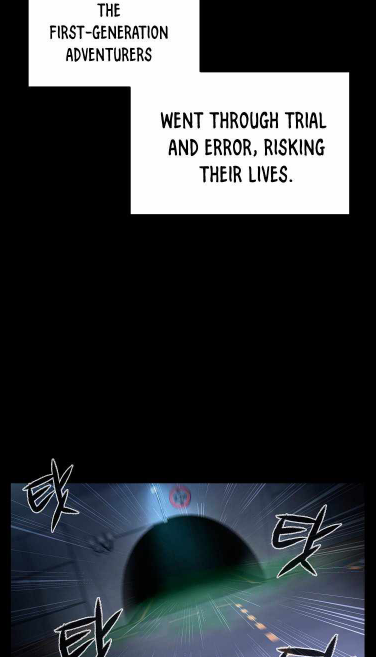 THE
FIRST-GENERATION
ADVENTURERS
WENT THROUGH TRIAL
AND ERROR, RISKING
THEIR LIVES.
탓
탓
탓